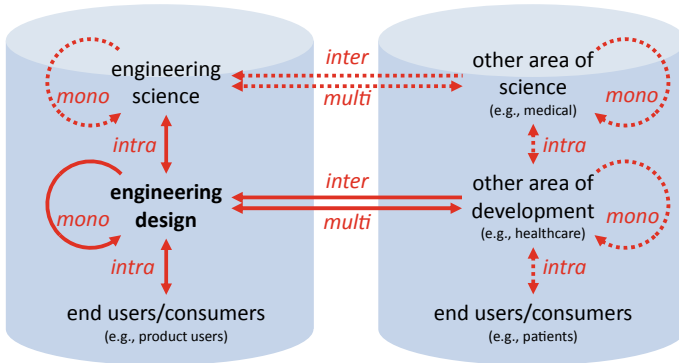 engineering
science
mono
inter
multi
other area of
science
(e.g., medical)
mono
intra
intra
engineering
design
mono
inter
multi
other area of
development
(e.g., healthcare)
mono
intra
intra
end users/consumers
(e.g., product users)
end users/consumers
(e.g., patients)